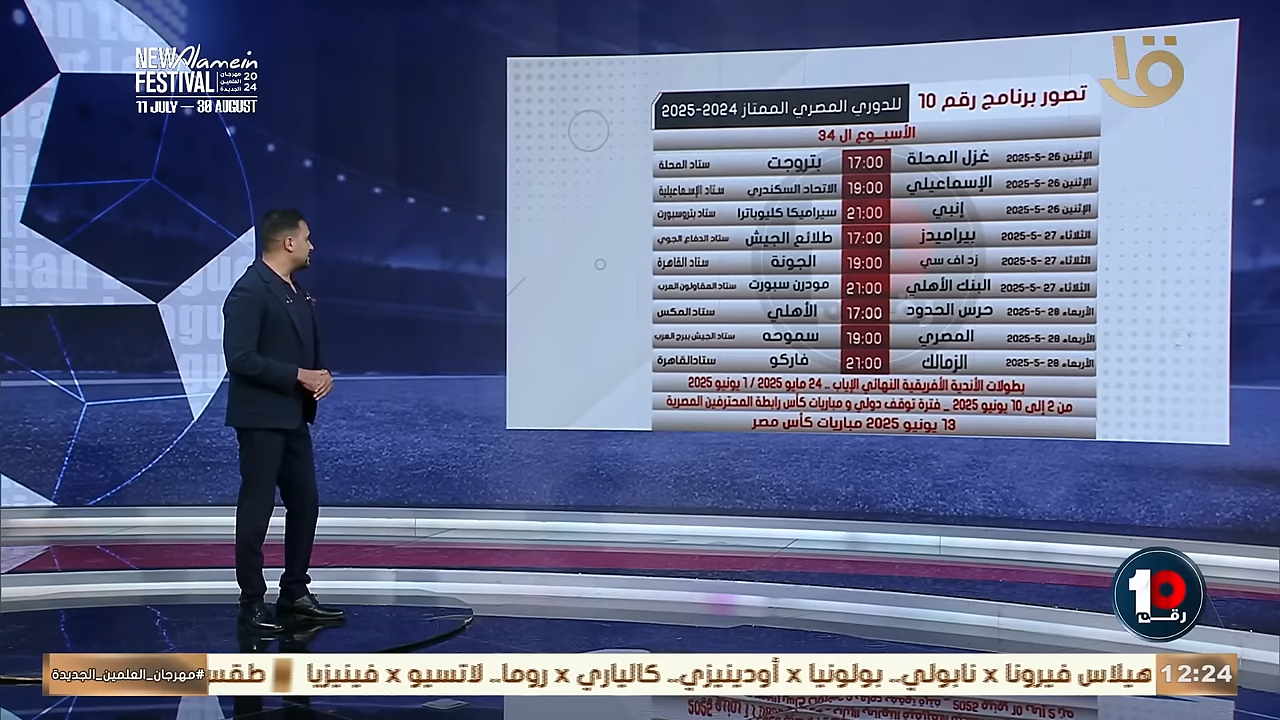 NEW Alamein
FESTIVAL مهرجان العلمين الجديدة 2024
11 JULY — 30 AUGUST
تصور برنامج رقم 10 للدوري المصري الممتاز 2024-2025
الأسبوع ال 34
الإثنين 26 -5-2025 غزل المحلة 17:00 بتروجت ستاد المحلة
الإثنين 26 -5-2025 الإسماعيلي 19:00 الاتحاد السكندري ستاد الإسماعيلية
الإثنين 26 -5-2025 إنبي 21:00 سيراميكا كليوباترا ستاد بتروسبورت
الثلاثاء 27 -5-2025 بيراميدز 17:00 طلائع الجيش ستاد الدفاع الجوي
الثلاثاء 27 -5-2025 زد اف سي 19:00 الجونة ستاد القاهرة
الثلاثاء 27 -5-2025 البنك الأهلي 21:00 مودرن سبورت ستاد المقاولون العرب
الأربعاء 28 -5-2025 حرس الحدود 17:00 الأهلي ستاد المكس
الأربعاء 28 -5-2025 المصري 19:00 سموحه ستاد الجيش ببرج العرب
الأربعاء 28 -5-2025 الزمالك 21:00 فاركو ستادالقاهرة
بطولات الأندية الأفريقية النهائي الإياب .. 24 مايو 2025 / 1 يونيو 2025
من 2 إلى 10 يونيو 2025 _ فترة توقف دولي و مباريات كأس رابطة المحترفين المصرية
13 يونيو 2025 مباريات كأس مصر
10
رقم
12:24 هيلاس فيرونا x نابولي.. بولونيا x أودينيزي.. كالياري x روما.. لاتسيو x فينيزيا طقس #مهرجان_العلمين_الجديدة